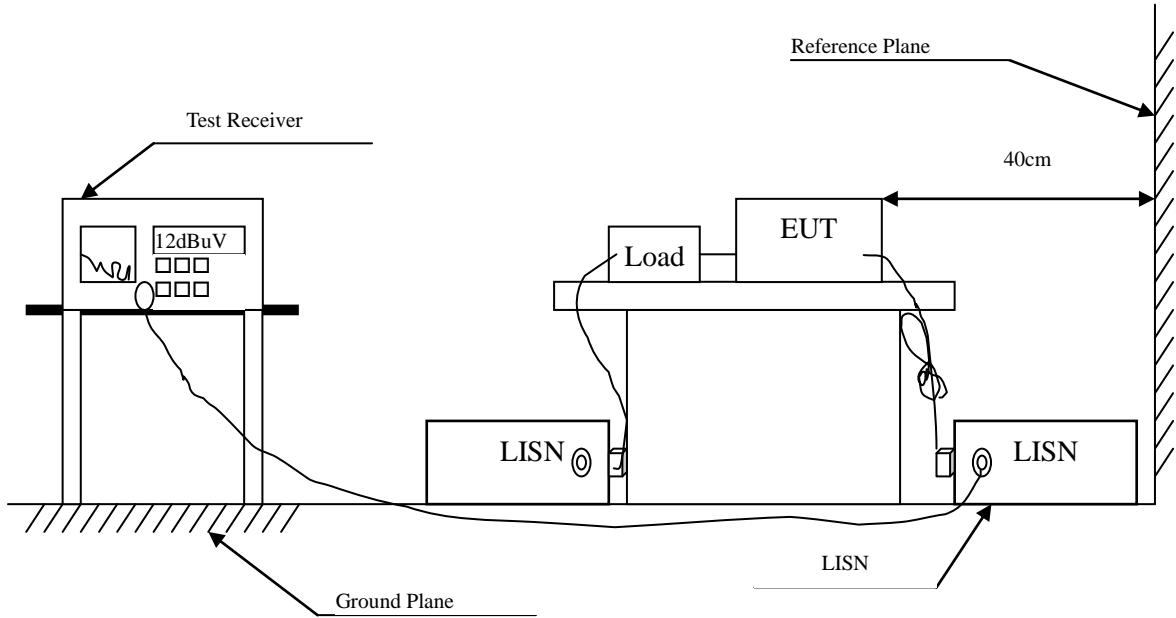 Reference Plane
Test Receiver
40cm
12dBuV
EUT
Load
LISN
LISN
LISN
Ground Plane